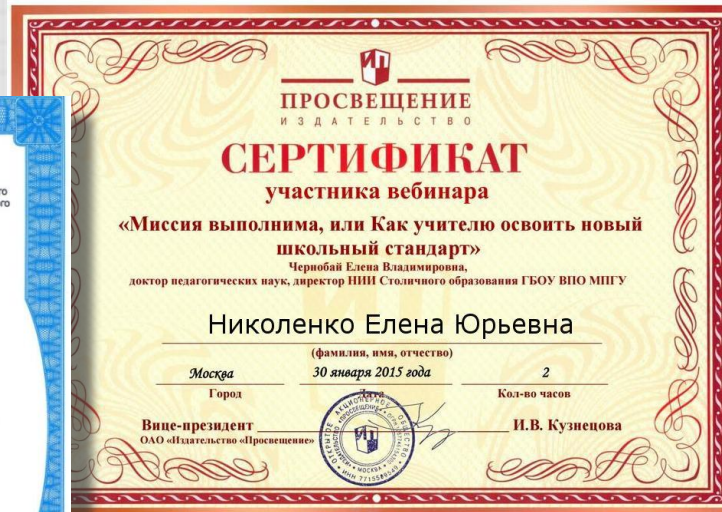 ИП
ПРОСВЕЩЕНИЕ
ИЗДАТЕЛЬСТВО
СЕРТИФИКАТ
участника вебинара
«Миссия выполнима, или Как учителю освоить новый
школьный стандарт»
Чернобай Елена Владимировна,
доктор педагогических наук, директор НИИ Столичного образования ГБОУ ВПО МПГУ
Николенко Елена Юрьевна
(фамилия, имя, отчество)
Москва 30 января 2015 года 2
Город Дата Кол-во часов
Вице-президент И.В. Кузнецова
ОАО «Издательство «Просвещение»